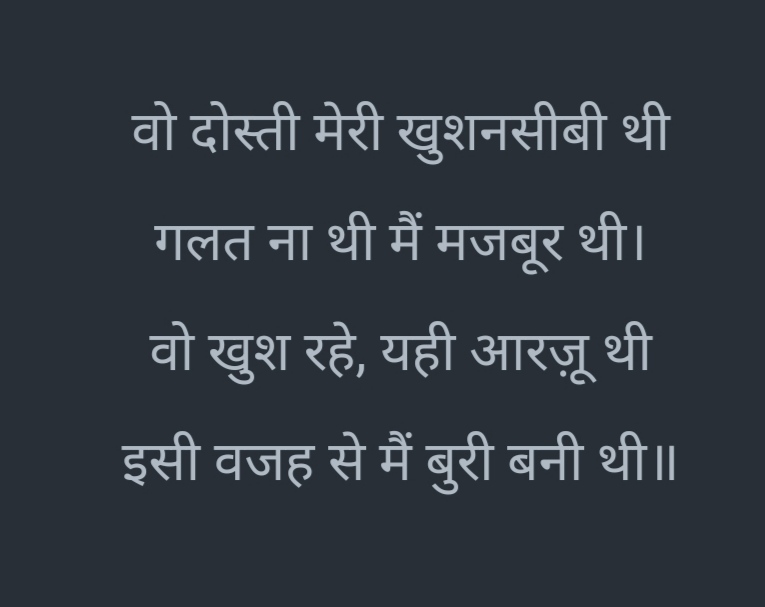 वो दोस्ती मेरी खुशनसीबी थी
गलत ना थी मैं मजबूर थी।
वो खुश रहे, यही आरज़ू थी
इसी वजह से मैं बुरी बनी थी॥